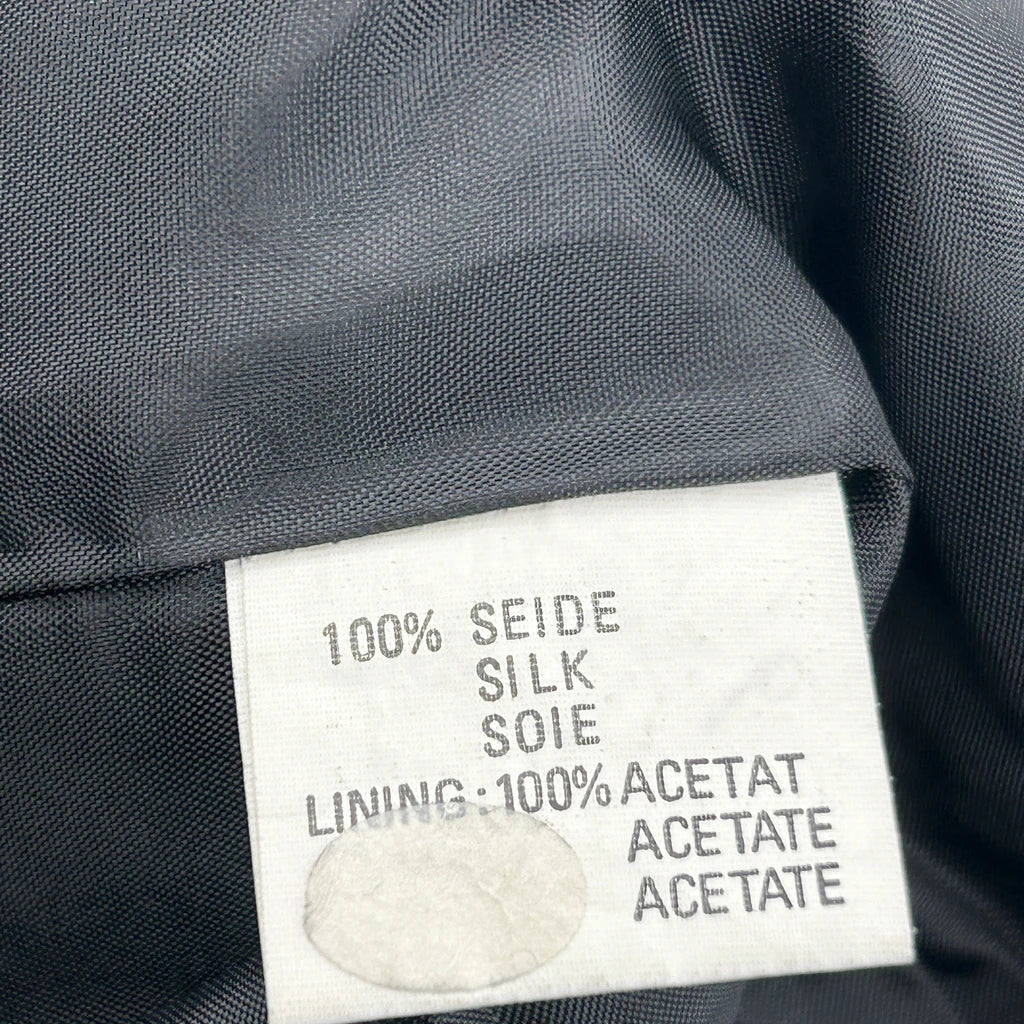 100% SEIDE
SILK
SOIE
LINING:100% ACETAT
ACETATE
ACETATE